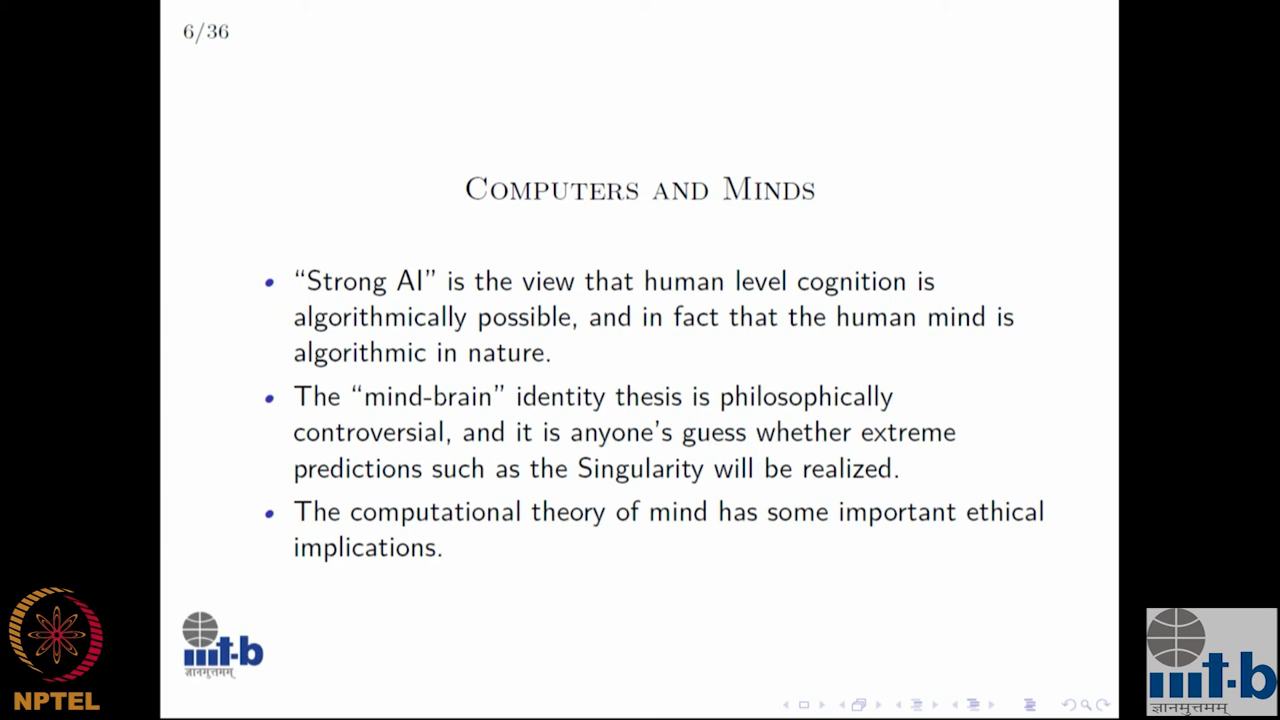 6/36
Computers and Minds
• “Strong AI” is the view that human level cognition is
algorithmically possible, and in fact that the human mind is
algorithmic in nature.
• The “mind-brain” identity thesis is philosophically
controversial, and it is anyone’s guess whether extreme
predictions such as the Singularity will be realized.
• The computational theory of mind has some important ethical
implications.
iiit-b
ज्ञानमुत्तमम्
NPTEL
iiit-b
ज्ञानमुत्तमम्